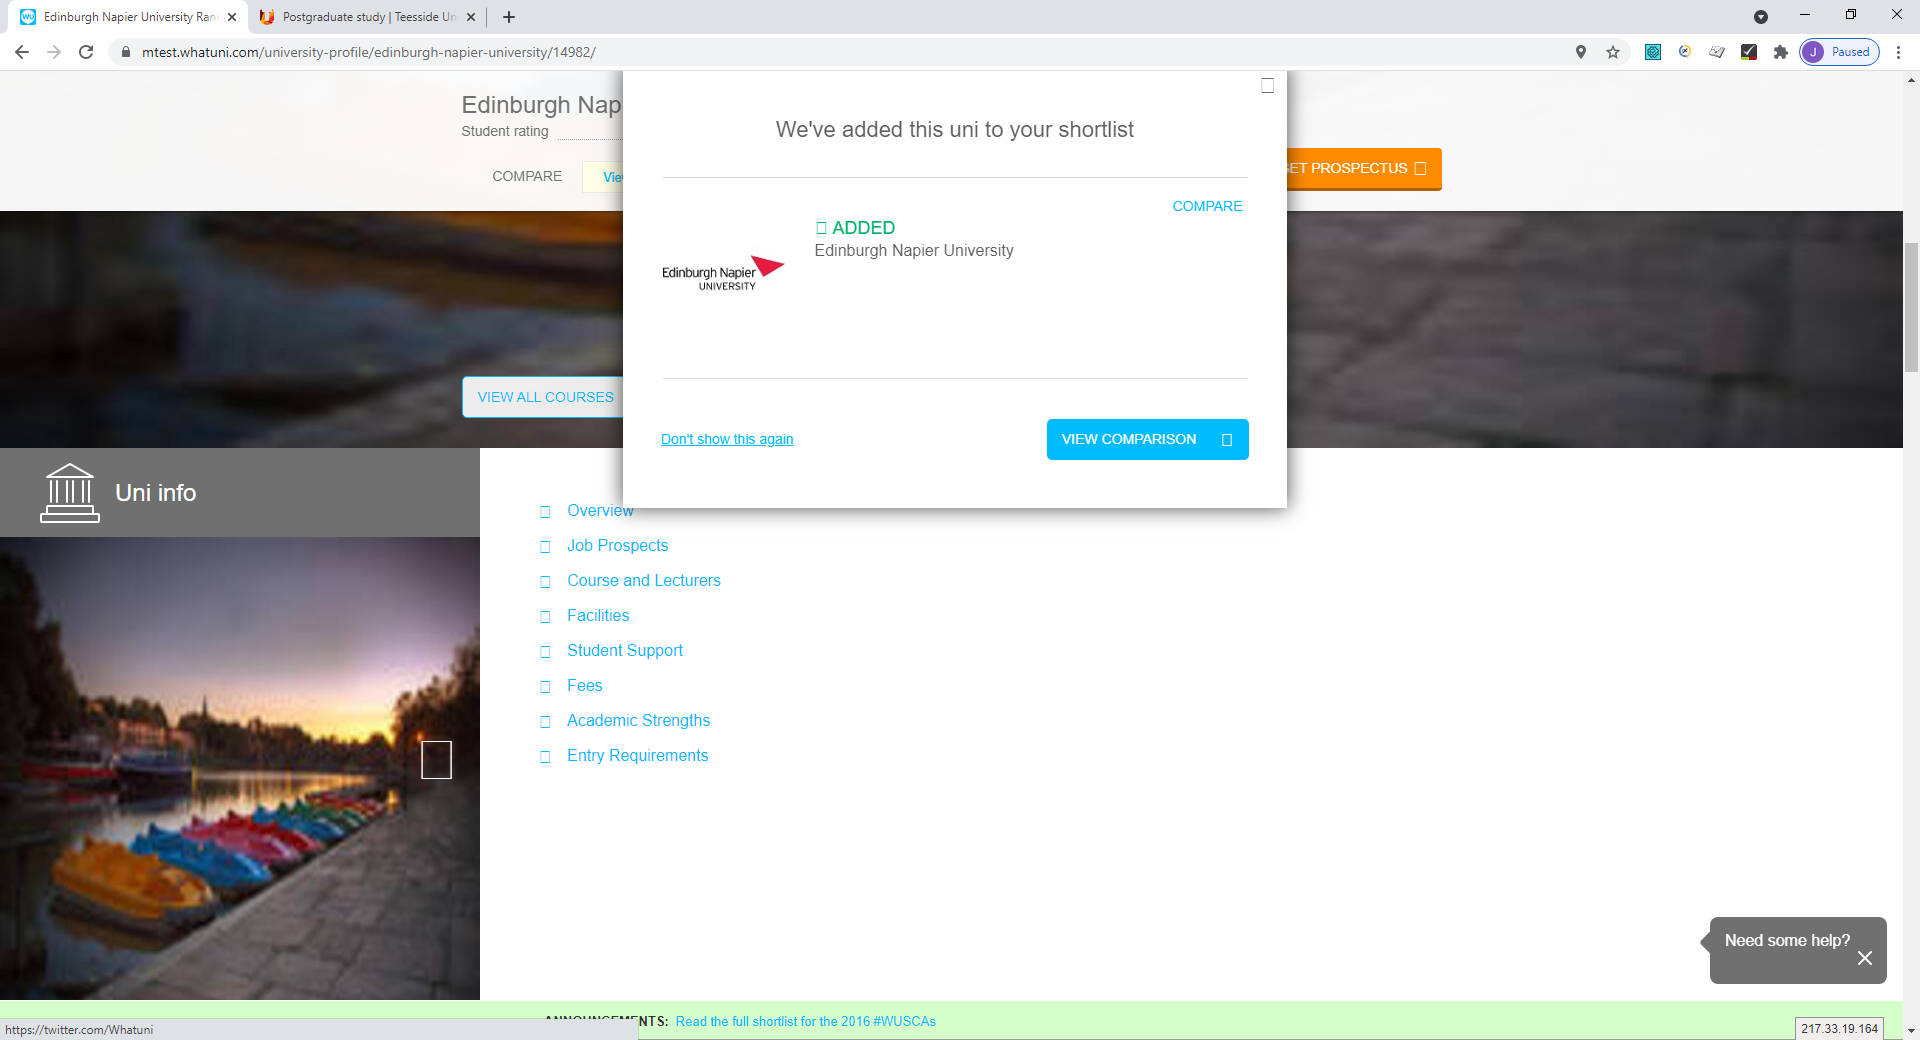 Edinburgh Napier University Ran
Postgraduate study | Teesside Un
mtest.whatuni.com/university-profile/edinburgh-napier-university/14982/
J Paused
Edinburgh Nap
Student rating
COMPARE
Vie
GET PROSPECTUS
We've added this uni to your shortlist
COMPARE
ADDED
Edinburgh Napier University
Edinburgh Napier
UNIVERSITY
VIEW ALL COURSES
Don't show this again
VIEW COMPARISON
Uni info
Overview
Job Prospects
Course and Lecturers
Facilities
Student Support
Fees
Academic Strengths
Entry Requirements
Need some help?
ANNOUNCEMENTS: Read the full shortlist for the 2016 #WUSCAs
https://twitter.com/Whatuni
217.33.19.164